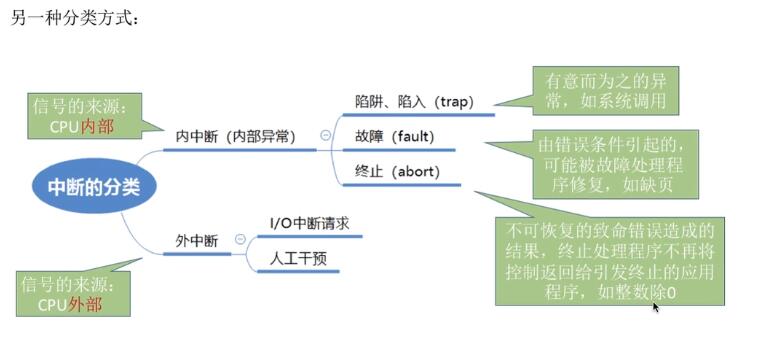 另一种分类方式：
信号的来源：
CPU内部
中断的分类
内中断（内部异常）
陷阱、陷入（trap）
有意而为之的异
常，如系统调用
故障（fault）
由错误条件引起的，
可能被故障处理程
序修复，如缺页
终止（abort）
不可恢复的致命错误造成的
结果，终止处理程序不再将
控制返回给引发终止的应用
程序，如整数除0
外中断
I/O中断请求
人工干预
信号的来源：
CPU外部